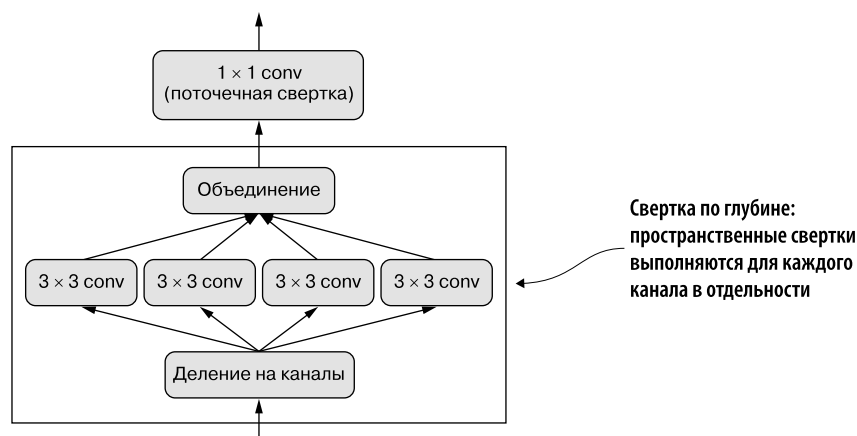 1 × 1 conv
(поточечная свертка)
Объединение
3 × 3 conv
3 × 3 conv
3 × 3 conv
3 × 3 conv
Деление на каналы
Свертка по глубине:
пространственные свертки
выполняются для каждого
канала в отдельности